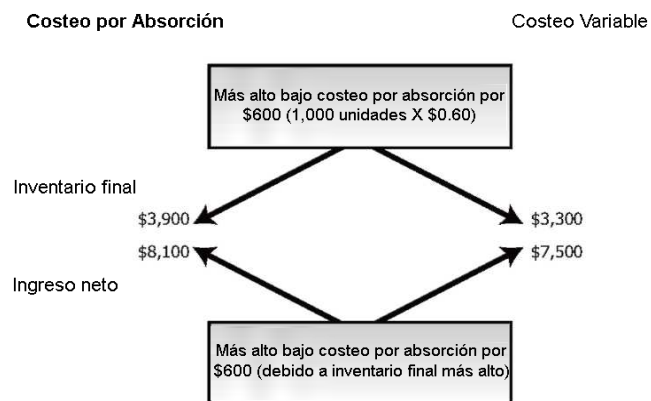 Costeo por Absorción
Costeo Variable
Más alto bajo costeo por absorción por
$600 (1,000 unidades X $0.60)
Inventario final
$3,900
$3,300
$8,100
$7,500
Ingreso neto
Más alto bajo costeo por absorción por
$600 (debido a inventario final más alto)